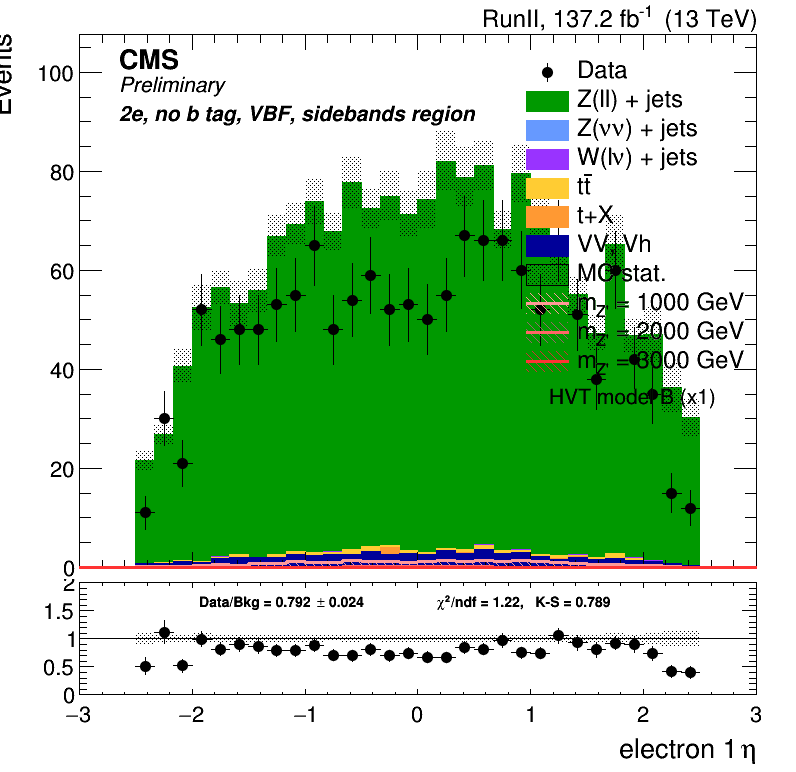 RunII, 137.2 fb⁻¹ (13 TeV)
Events
CMS
Preliminary
2e, no b tag, VBF, sidebands region
Data
Z(ll) + jets
Z(νν) + jets
W(lν) + jets
tt̄
t+X
VV, Vh
MC stat.
m_Z' = 1000 GeV
m_Z' = 2000 GeV
m_Z' = 3000 GeV
HVT model B (x1)
100
80
60
40
20
0
Data/Bkg = 0.792 ± 0.024
χ²/ndf = 1.22, K-S = 0.789
2
1.5
1
0.5
0
−3 −2 −1 0 1 2 3
electron 1 η